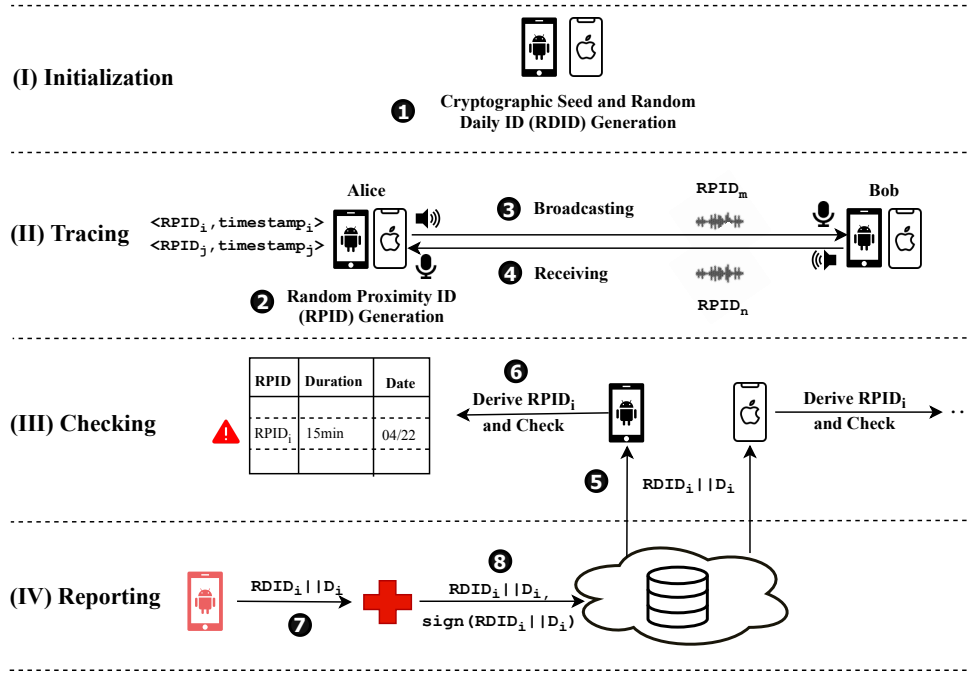 (I) Initialization
1
Cryptographic Seed and Random
Daily ID (RDID) Generation
(II) Tracing
Alice
Bob
<RPIDi,timestampi>
<RPIDj,timestampj>
3 Broadcasting
RPIDm
4 Receiving
RPIDn
2 Random Proximity ID
(RPID) Generation
(III) Checking
RPID Duration Date
RPIDi 15min 04/22
6
Derive RPIDi
and Check
Derive RPIDi
and Check
..
5 RDIDi||Di
(IV) Reporting
RDIDi||Di
7
8
RDIDi||Di,
sign(RDIDi||Di)